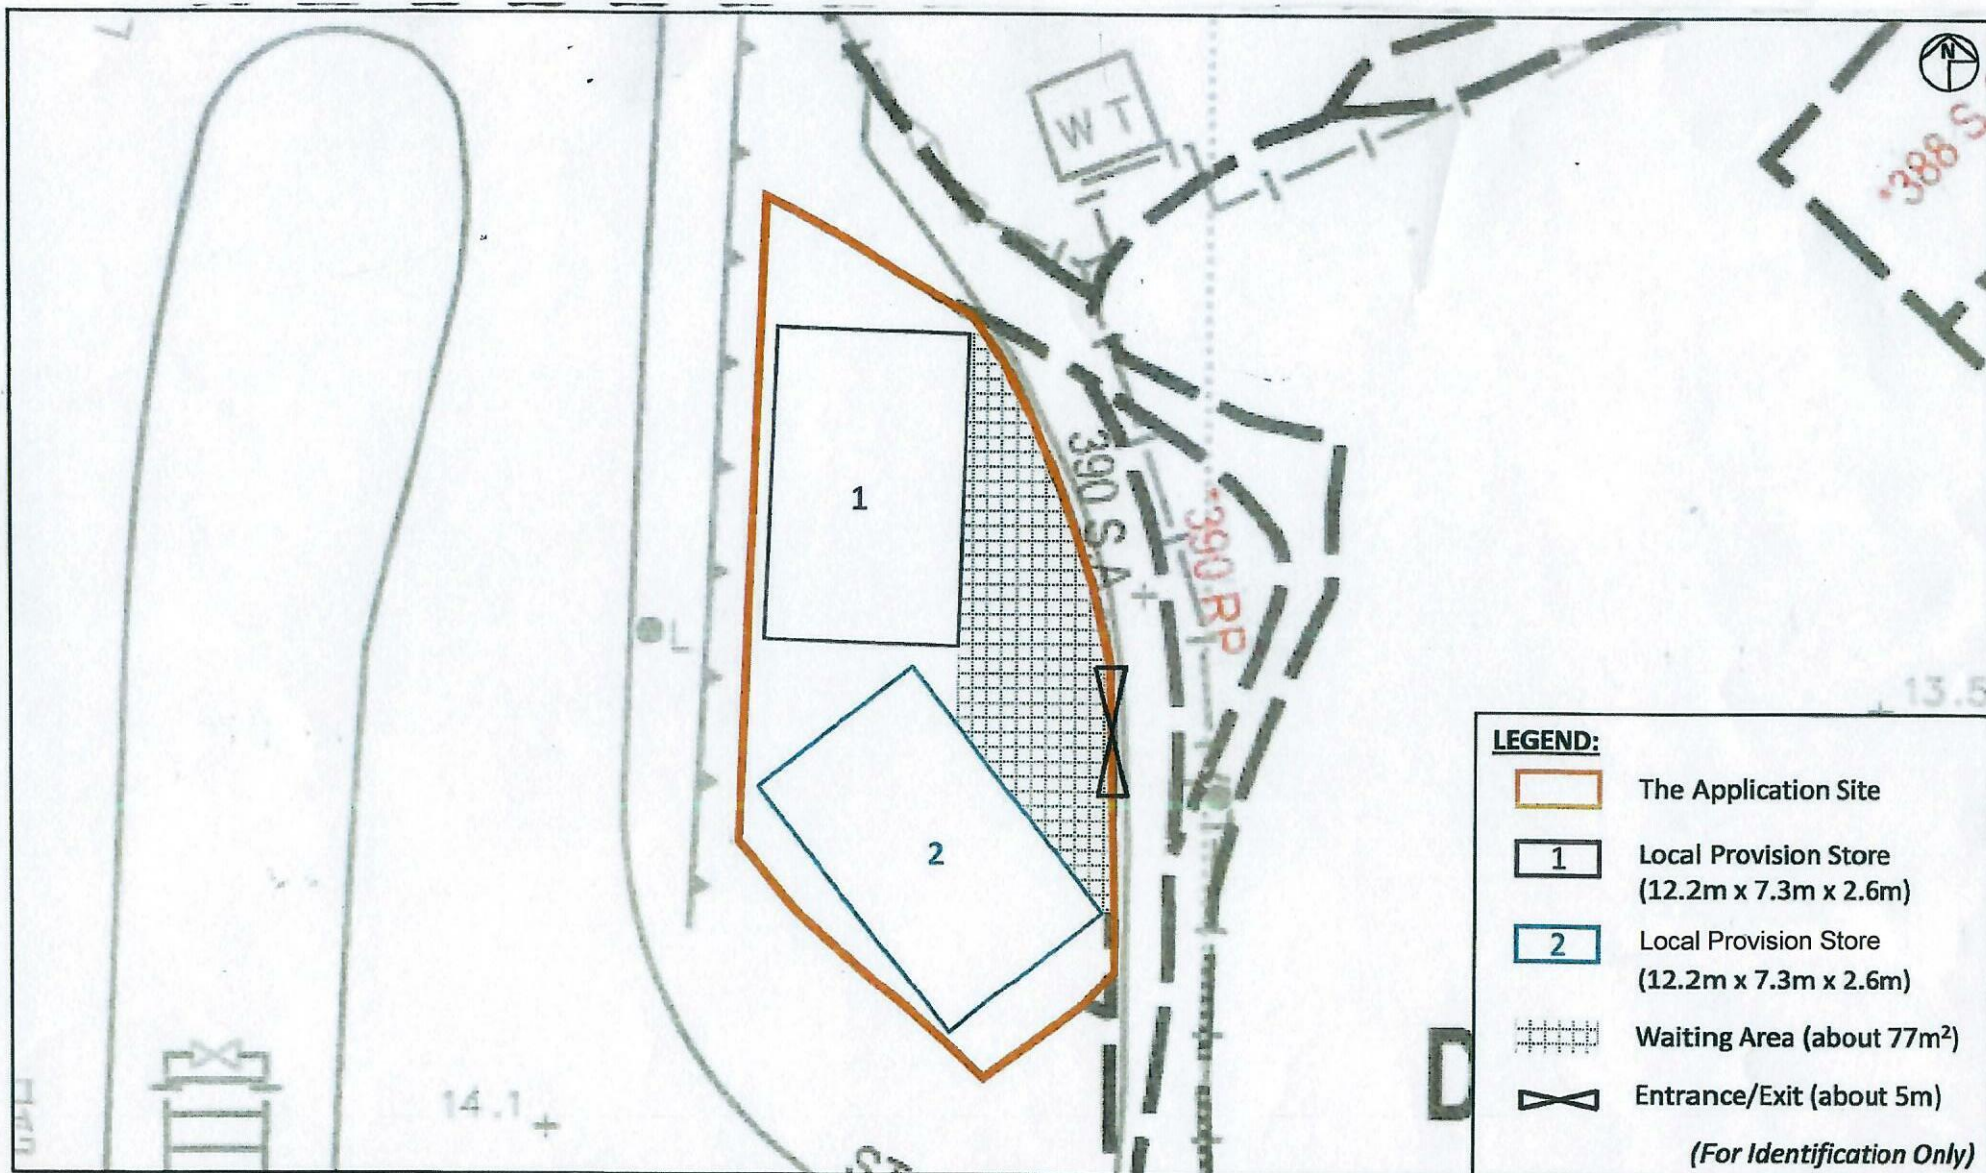 N
W T
*388 S
1
*390 S.A
*390 RP
L
13.5
2
14.1
D
LEGEND:
The Application Site
1 Local Provision Store
(12.2m x 7.3m x 2.6m)
2 Local Provision Store
(12.2m x 7.3m x 2.6m)
Waiting Area (about 77m²)
Entrance/Exit (about 5m)
(For Identification Only)